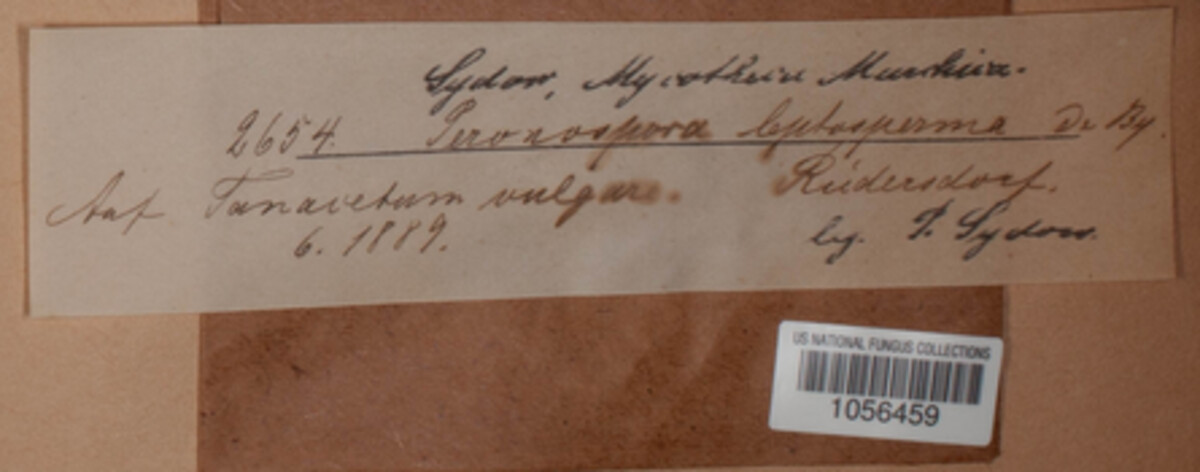 Sydow, Mycotheca Marchica.
2654. Peronospora leptosperma De By.
Auf Tanacetum vulgare. Rüdersdorf.
6. 1889. leg. P. Sydow.
US NATIONAL FUNGUS COLLECTIONS
1056459